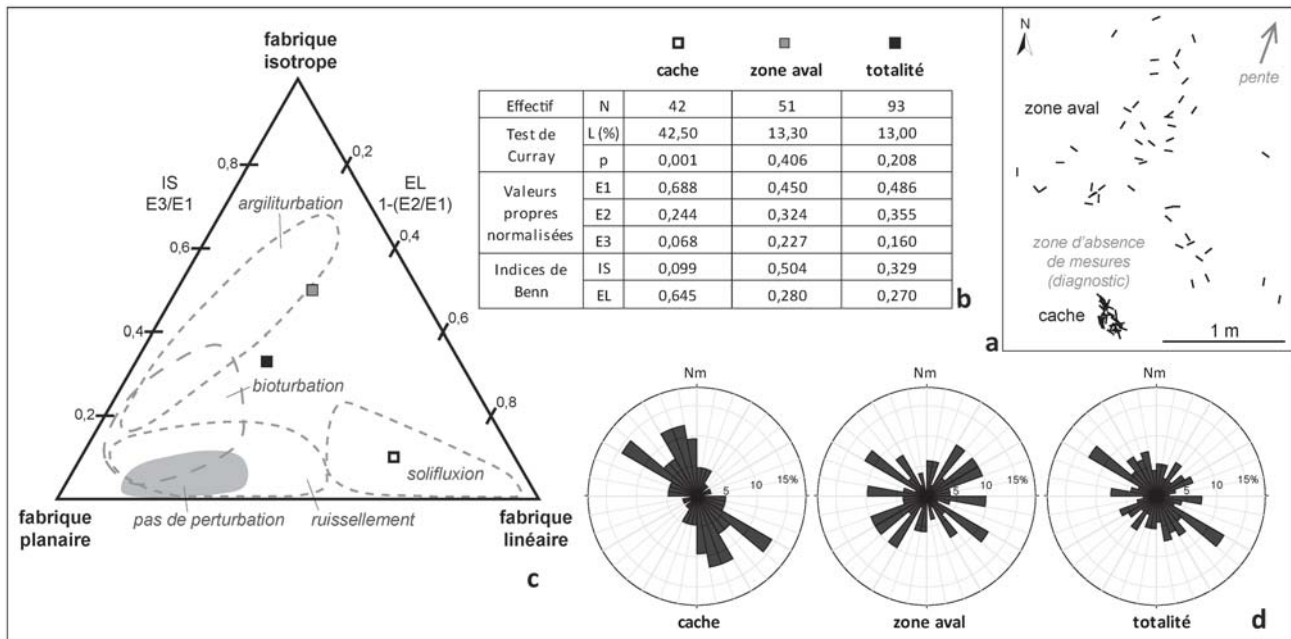 fabrique
isotrope
0,8
0,6
0,4
0,2
0,2
0,4
0,6
0,8
IS
E3/E1
EL
1-(E2/E1)
argiliturbation
bioturbation
solifluxion
pas de perturbation
ruissellement
fabrique
planaire
fabrique
linéaire
c
cache zone aval totalité
Effectif N 42 51 93
Test de Curray L (%) 42,50 13,30 13,00
p 0,001 0,406 0,208
Valeurs propres normalisées E1 0,688 0,450 0,486
E2 0,244 0,324 0,355
E3 0,068 0,227 0,160
Indices de Benn IS 0,099 0,504 0,329
EL 0,645 0,280 0,270
b
N
pente
zone aval
zone d'absence
de mesures
(diagnostic)
cache
1 m
a
Nm
5 10 15%
cache
Nm
5 10 15%
zone aval
Nm
5 10 15%
totalité
d